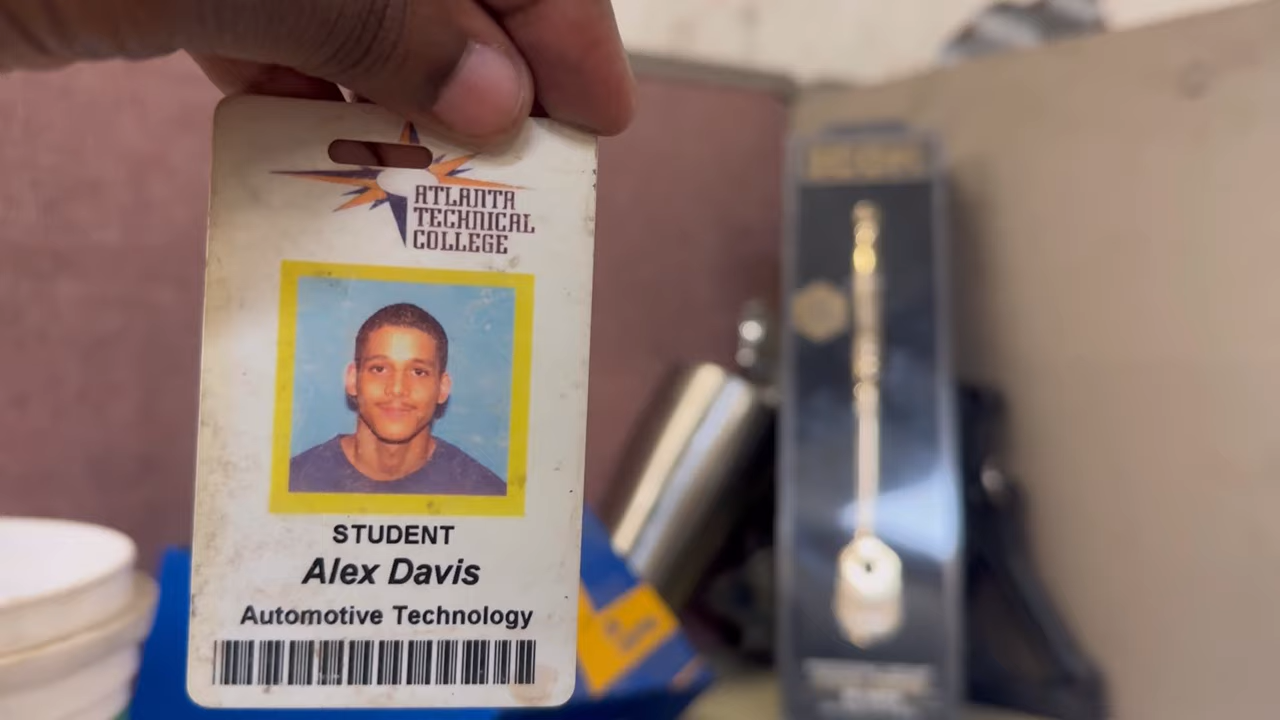 ATLANTA
TECHNICAL
COLLEGE
STUDENT
Alex Davis
Automotive Technology